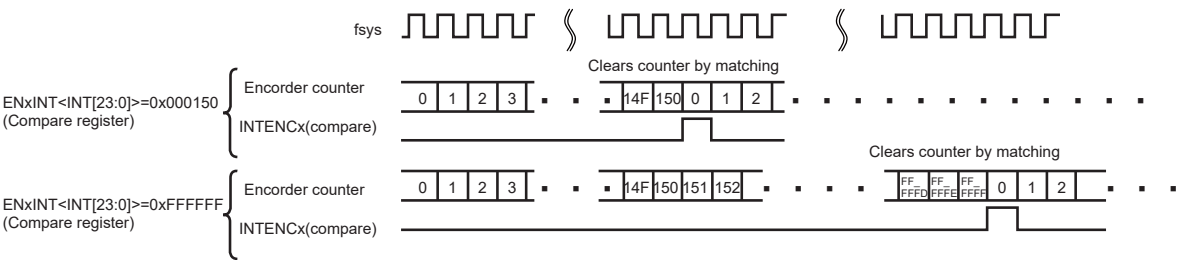 fsys
Clears counter by matching
ENxINT<INT[23:0]>=0x000150
(Compare register)
Encorder counter
0 1 2 3 14F 150 0 1 2
INTENCx(compare)
Clears counter by matching
ENxINT<INT[23:0]>=0xFFFFFF
(Compare register)
Encorder counter
0 1 2 3 14F 150 151 152 FF_FFFD FF_FFFE FF_FFFF 0 1 2
INTENCx(compare)